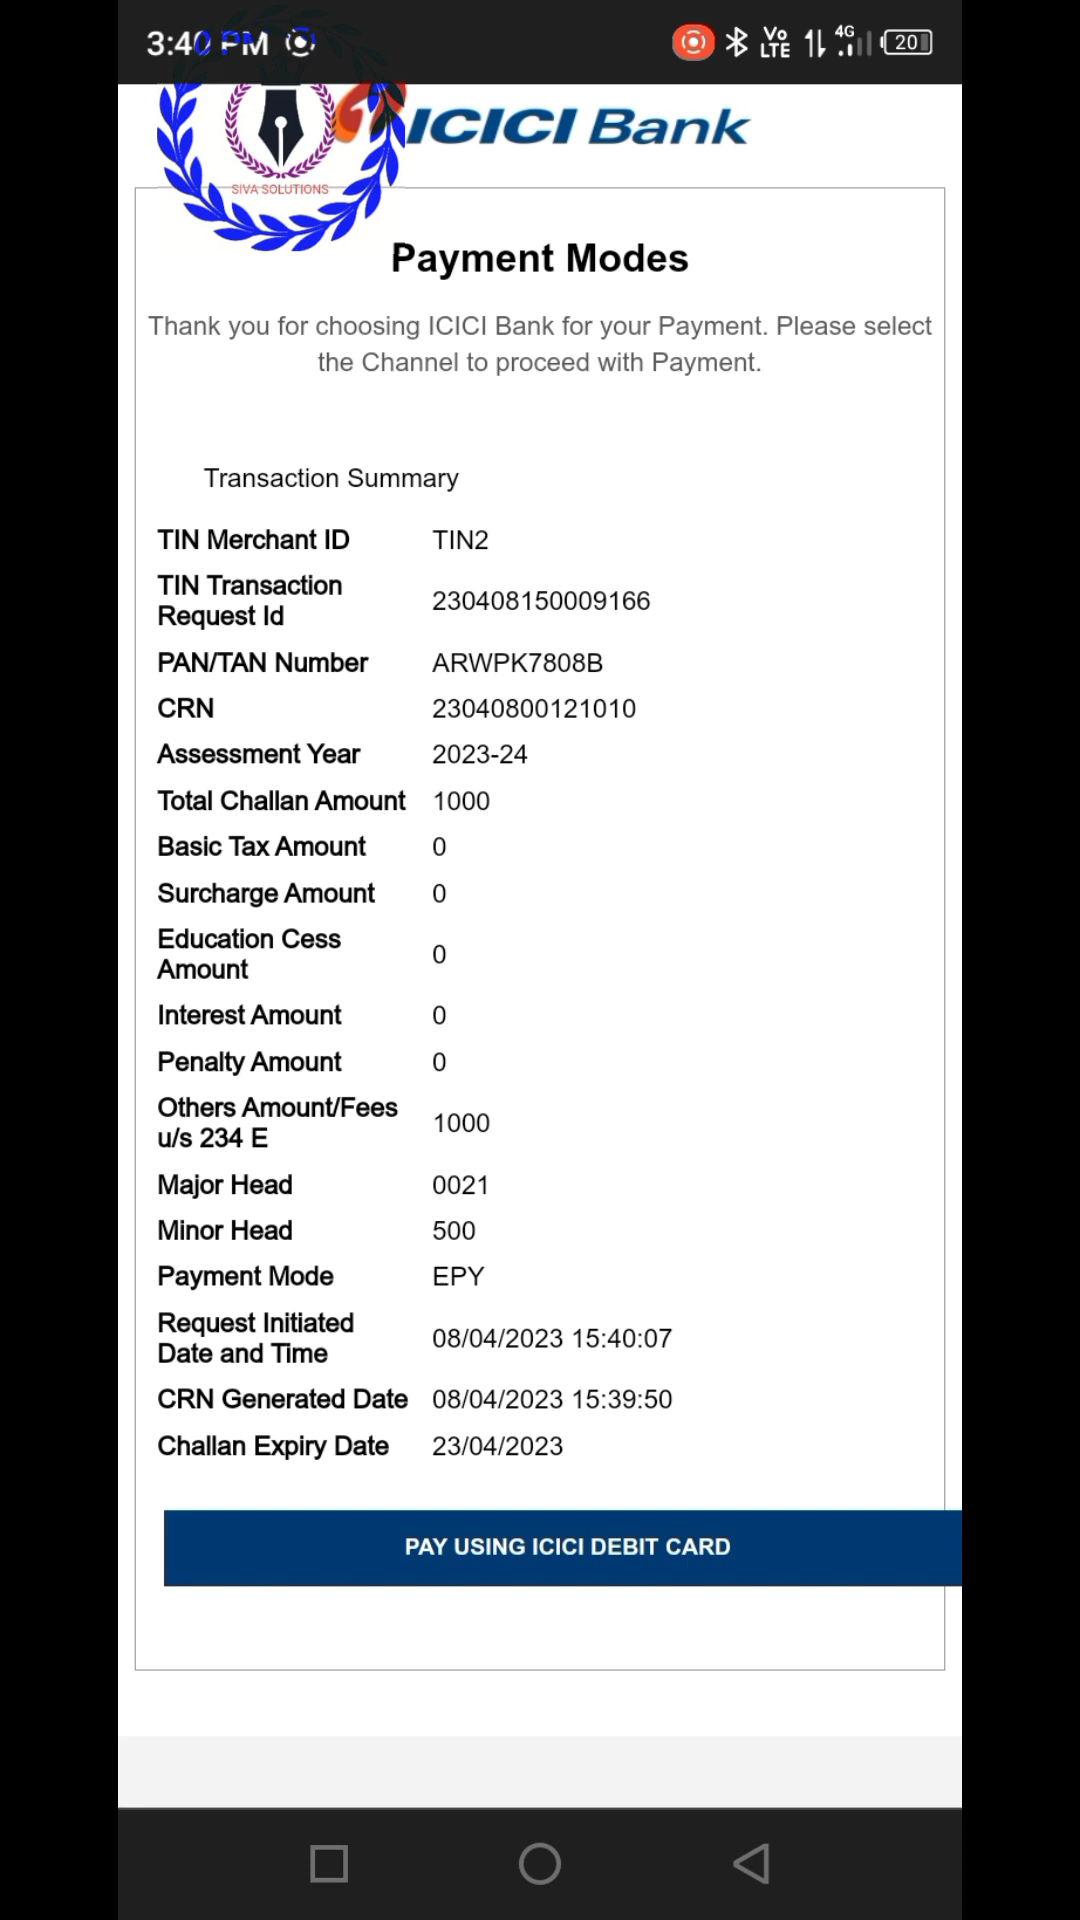 3:40 PM
Vo LTE 4G 20
ICICI Bank
SIVA SOLUTIONS
Payment Modes
Thank you for choosing ICICI Bank for your Payment. Please select
the Channel to proceed with Payment.
Transaction Summary
TIN Merchant ID TIN2
TIN Transaction
Request Id 230408150009166
PAN/TAN Number ARWPK7808B
CRN 23040800121010
Assessment Year 2023-24
Total Challan Amount 1000
Basic Tax Amount 0
Surcharge Amount 0
Education Cess
Amount 0
Interest Amount 0
Penalty Amount 0
Others Amount/Fees
u/s 234 E 1000
Major Head 0021
Minor Head 500
Payment Mode EPY
Request Initiated
Date and Time 08/04/2023 15:40:07
CRN Generated Date 08/04/2023 15:39:50
Challan Expiry Date 23/04/2023
PAY USING ICICI DEBIT CARD